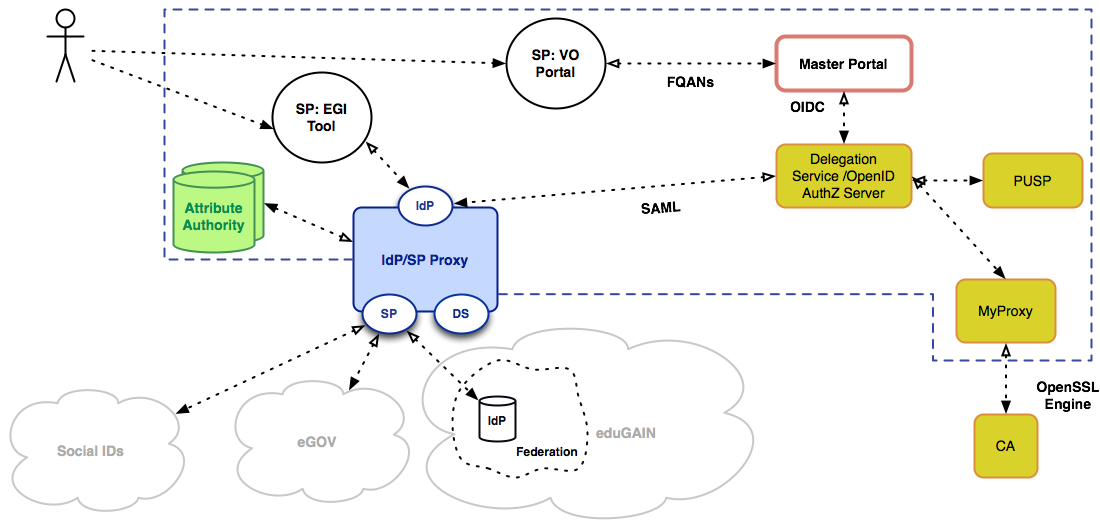 SP: VO
Portal
FQANs
Master Portal
OIDC
SP: EGI
Tool
Delegation
Service /OpenID
AuthZ Server
PUSP
Attribute
Authority
IdP
SAML
IdP/SP Proxy
MyProxy
SP
DS
OpenSSL
Engine
Social IDs
eGOV
IdP
eduGAIN
Federation
CA